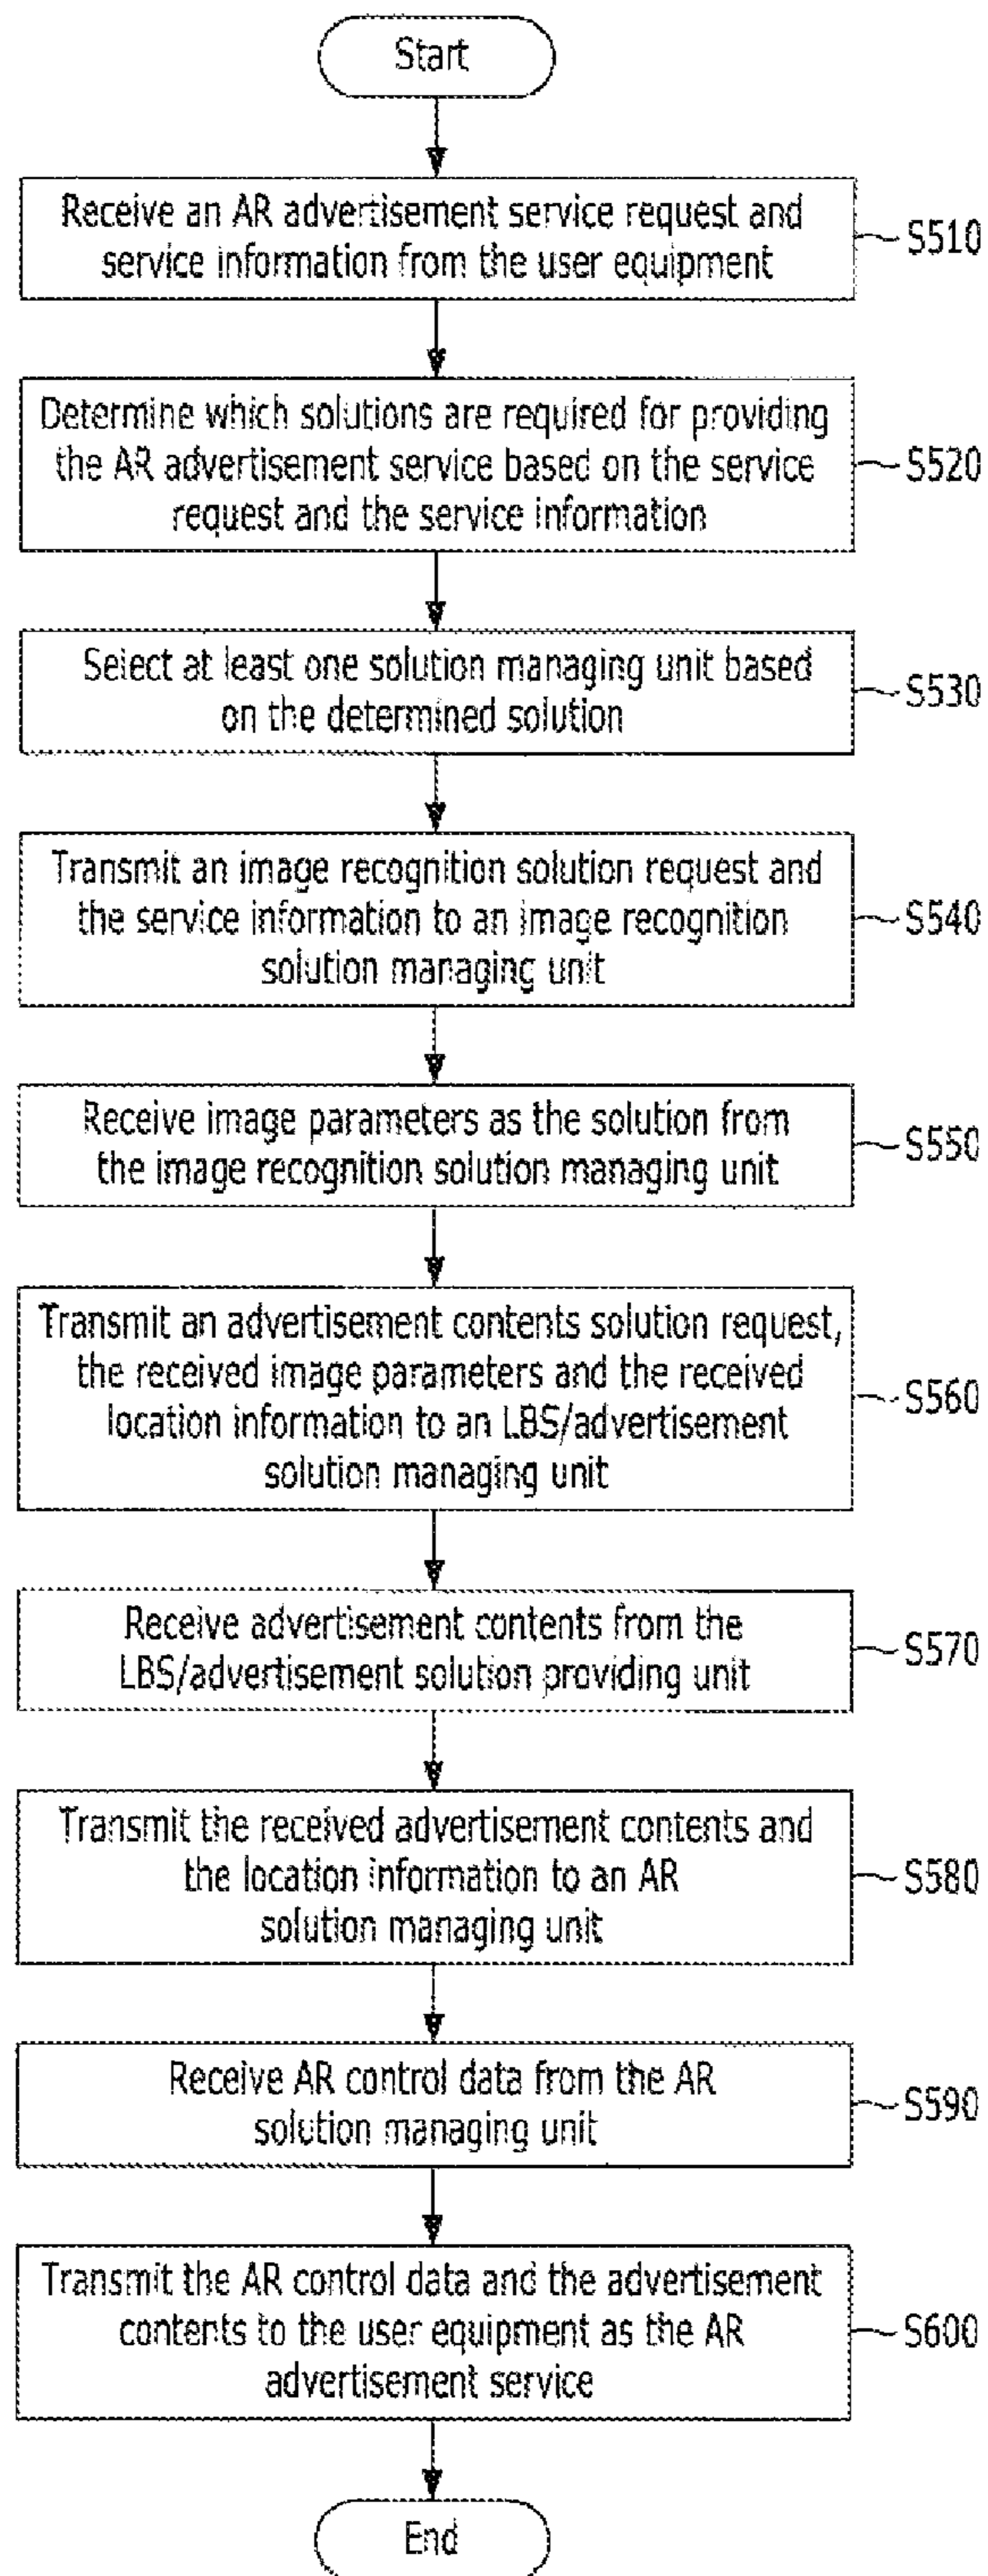 Start
Receive an AR advertisement service request and
service information from the user equipment
S510
Determine which solutions are required for providing
the AR advertisement service based on the service
request and the service information
S520
Select at least one solution managing unit based
on the determined solution
S530
Transmit an image recognition solution request and
the service information to an image recognition
solution managing unit
S540
Receive image parameters as the solution from
the image recognition solution managing unit
S550
Transmit an advertisement contents solution request,
the received image parameters and the received
location information to an LBS/advertisement
solution managing unit
S560
Receive advertisement contents from the
LBS/advertisement solution providing unit
S570
Transmit the received advertisement contents and
the location information to an AR
solution managing unit
S580
Receive AR control data from the AR
solution managing unit
S590
Transmit the AR control data and the advertisement
contents to the user equipment as the AR
advertisement service
S600
End